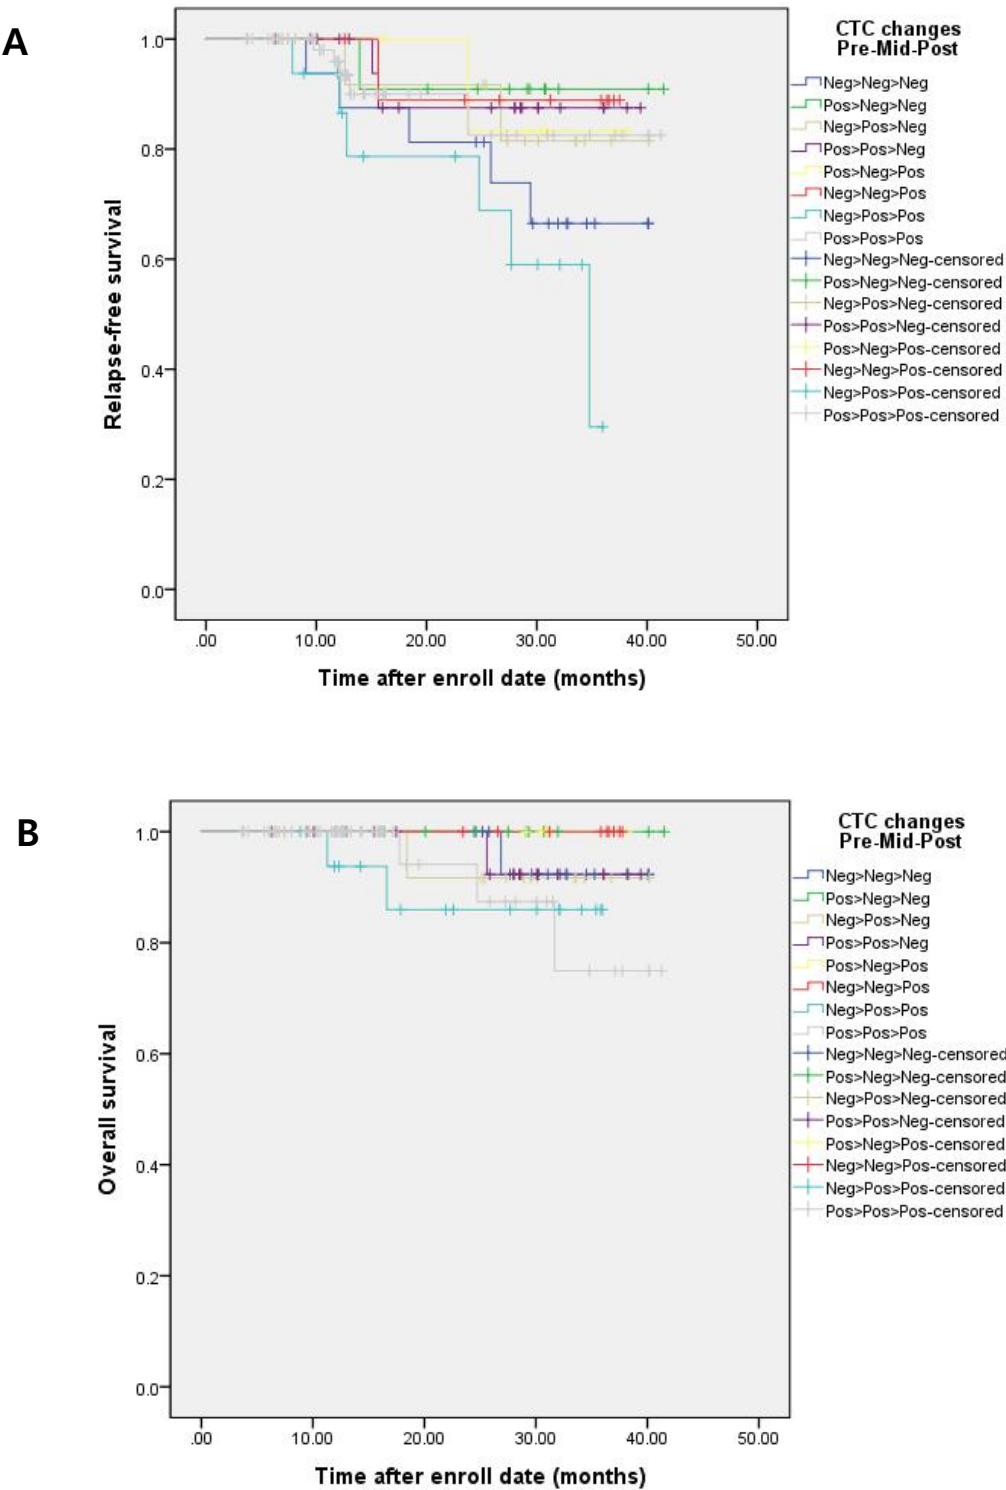 A
CTC changes
Pre-Mid-Post
1.0
0.8
0.6
0.4
0.2
0.0
Relapse-free survival
.00 10.00 20.00 30.00 40.00 50.00
Time after enroll date (months)
Neg>Neg>Neg
Pos>Neg>Neg
Neg>Pos>Neg
Pos>Pos>Neg
Pos>Neg>Pos
Neg>Neg>Pos
Neg>Pos>Pos
Pos>Pos>Pos
Neg>Neg>Neg-censored
Pos>Neg>Neg-censored
Neg>Pos>Neg-censored
Pos>Pos>Neg-censored
Pos>Neg>Pos-censored
Neg>Neg>Pos-censored
Neg>Pos>Pos-censored
Pos>Pos>Pos-censored
B
CTC changes
Pre-Mid-Post
1.0
0.8
0.6
0.4
0.2
0.0
Overall survival
.00 10.00 20.00 30.00 40.00 50.00
Time after enroll date (months)
Neg>Neg>Neg
Pos>Neg>Neg
Neg>Pos>Neg
Pos>Pos>Neg
Pos>Neg>Pos
Neg>Neg>Pos
Neg>Pos>Pos
Pos>Pos>Pos
Neg>Neg>Neg-censored
Pos>Neg>Neg-censored
Neg>Pos>Neg-censored
Pos>Pos>Neg-censored
Pos>Neg>Pos-censored
Neg>Neg>Pos-censored
Neg>Pos>Pos-censored
Pos>Pos>Pos-censored